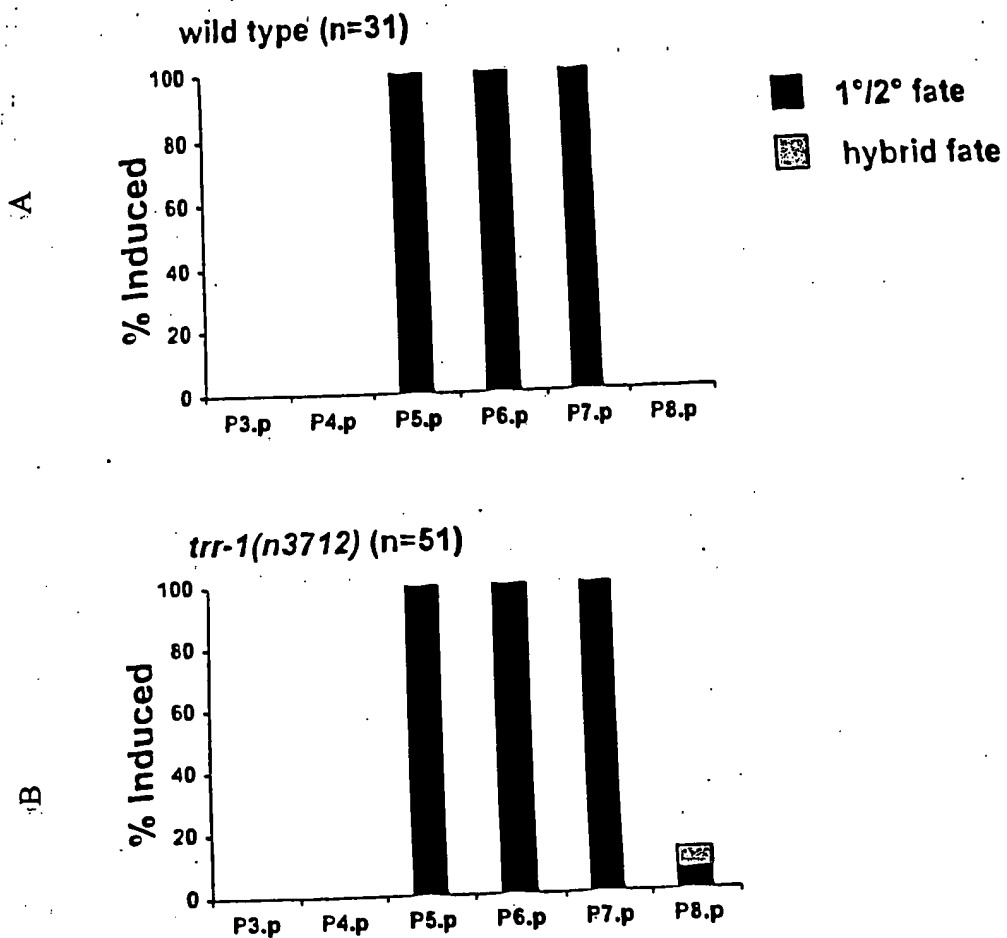 wild type (n=31)
100
80
60
40
20
0
% Induced
P3.p P4.p P5.p P6.p P7.p P8.p
1°/2° fate
hybrid fate
A
trr-1(n3712) (n=51)
100
80
60
40
20
0
% Induced
P3.p P4.p P5.p P6.p P7.p P8.p
B